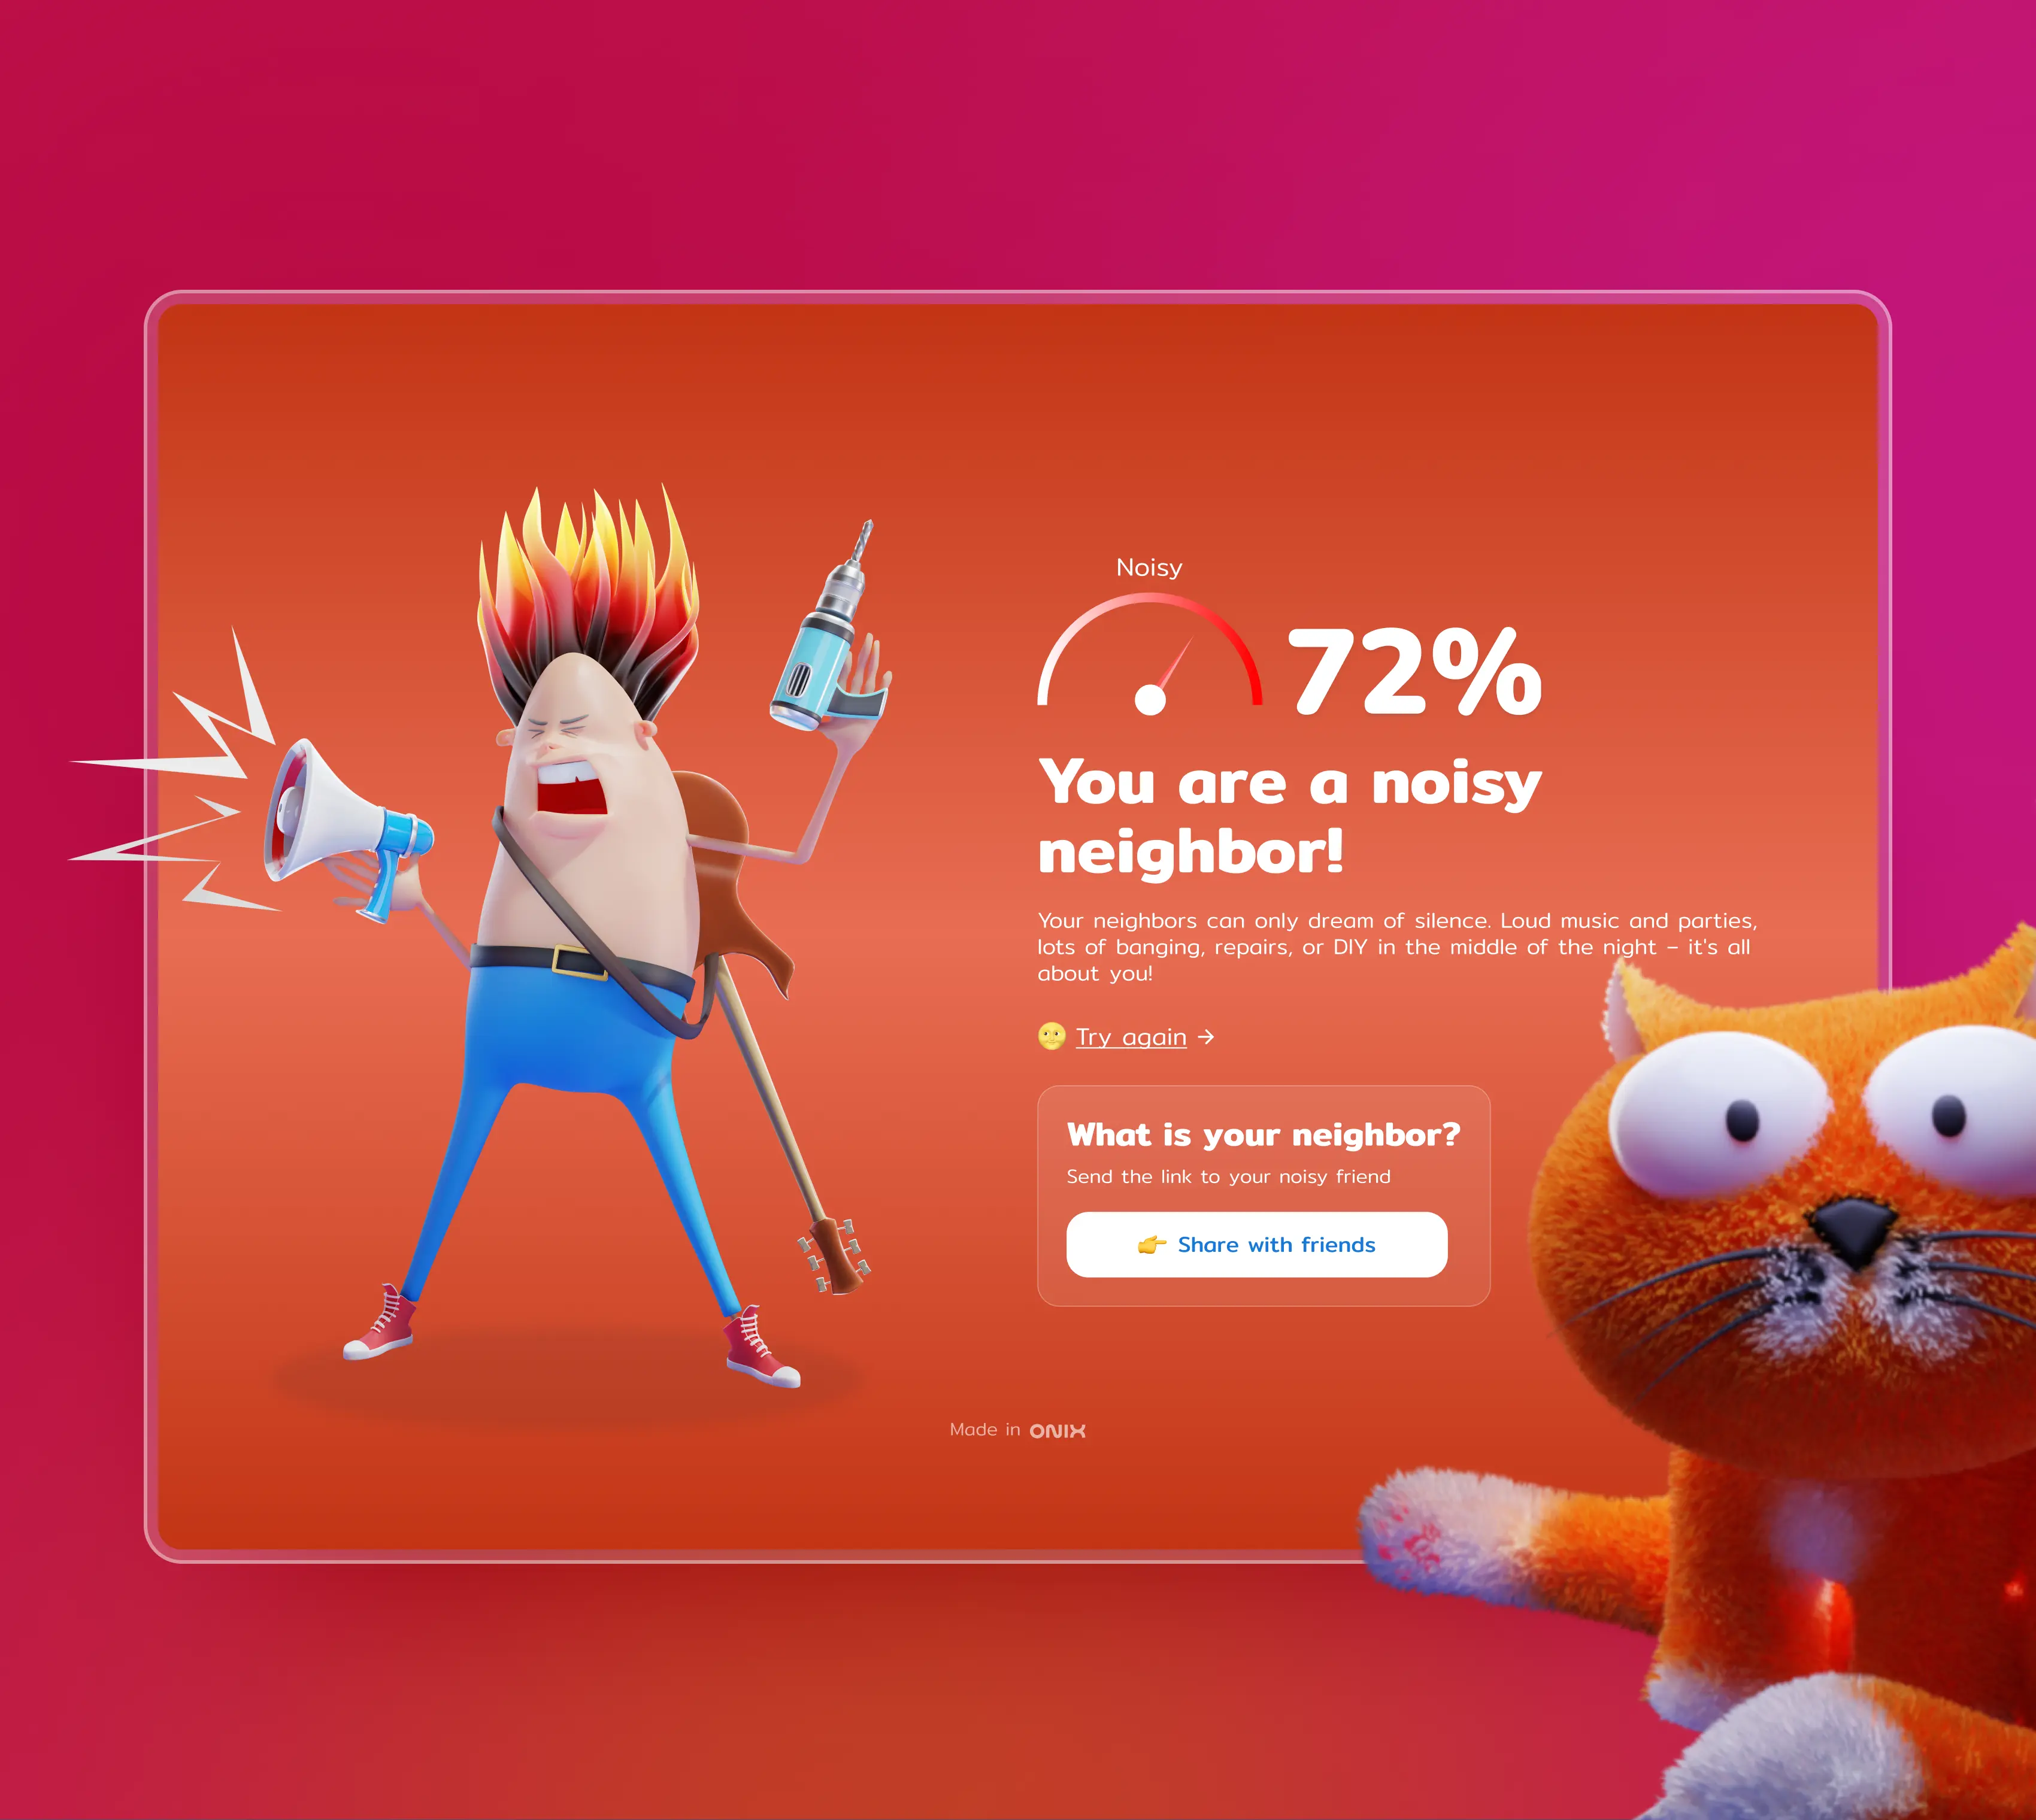 Noisy
72%
You are a noisy
neighbor!
Your neighbors can only dream of silence. Loud music and parties,
lots of banging, repairs, or DIY in the middle of the night – it's all
about you!
Try again →
What is your neighbor?
Send the link to your noisy friend
Share with friends
Made in ONIX